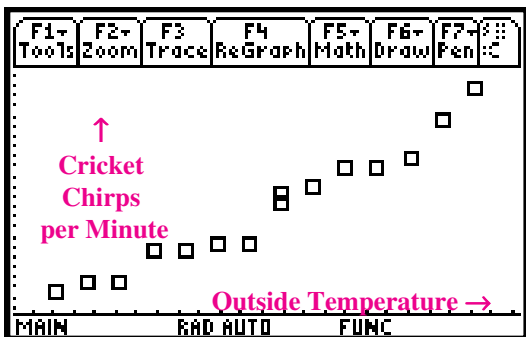 F1 F2 F3 F4 F5 F6 F7
Tools Zoom Trace ReGraph Math Draw Pen :C
↑
Cricket
Chirps
per Minute
Outside Temperature →
MAIN RAD AUTO FUNC